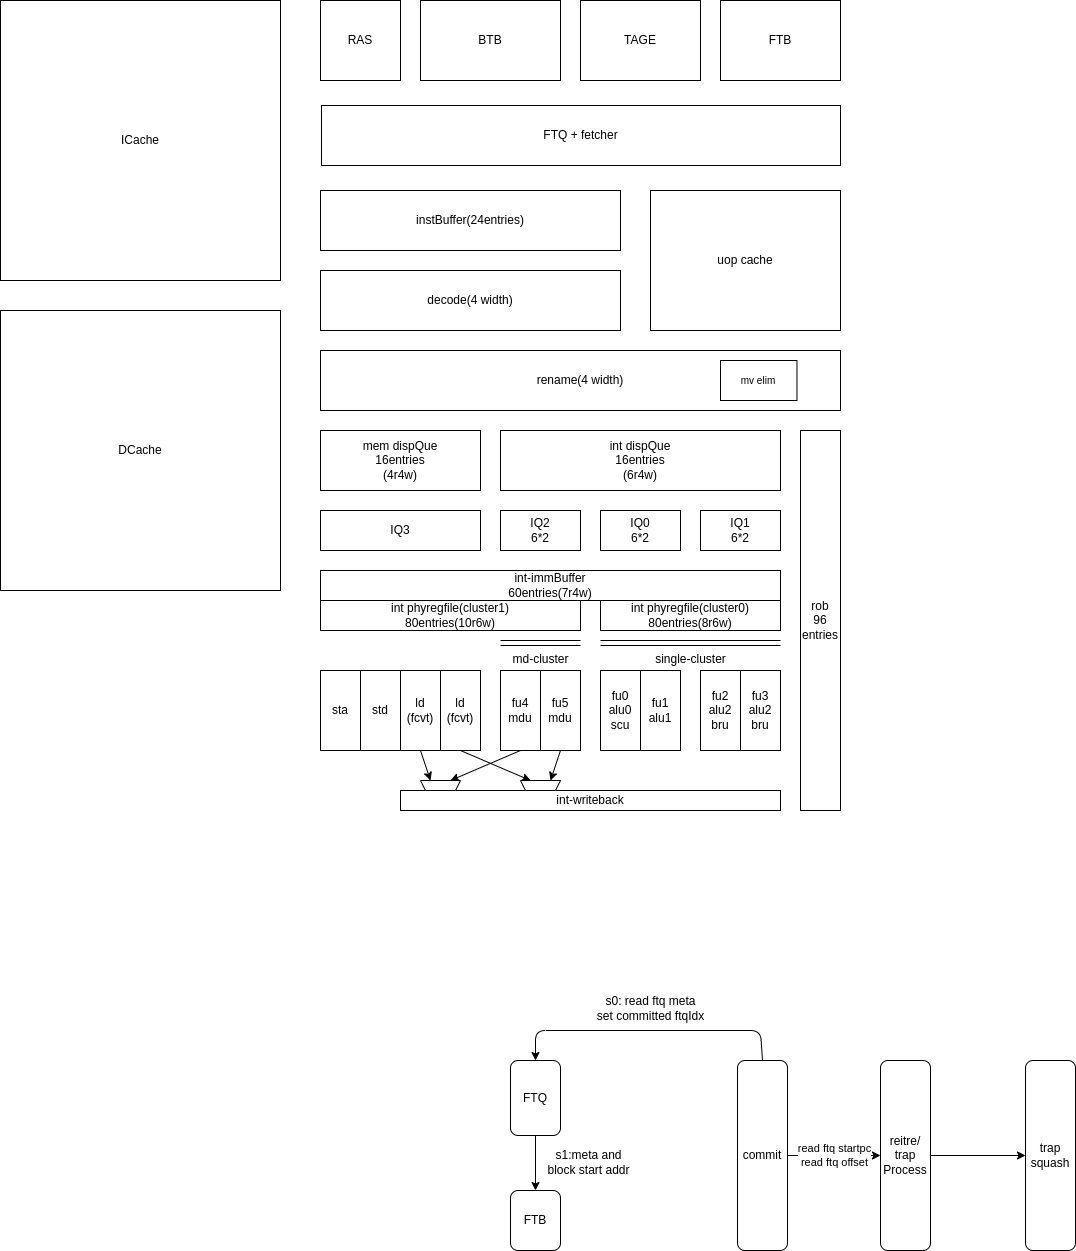 RAS
BTB
TAGE
FTB
ICache
FTQ + fetcher
instBuffer(24entries)
uop cache
decode(4 width)
rename(4 width)
mv elim
DCache
mem dispQue
16entries
(4r4w)
int dispQue
16entries
(6r4w)
IQ3
IQ2
6*2
IQ0
6*2
IQ1
6*2
int-immBuffer
60entries(7r4w)
int phyregfile(cluster1)
80entries(10r6w)
int phyregfile(cluster0)
80entries(8r6w)
rob
96
entries
md-cluster
single-cluster
sta
std
ld
(fcvt)
ld
(fcvt)
fu4
mdu
fu5
mdu
fu0
alu0
scu
fu1
alu1
fu2
alu2
bru
fu3
alu2
bru
int-writeback
s0: read ftq meta
set committed ftqIdx
FTQ
s1:meta and
block start addr
FTB
commit
read ftq startpc
read ftq offset
reitre/
trap
Process
trap
squash